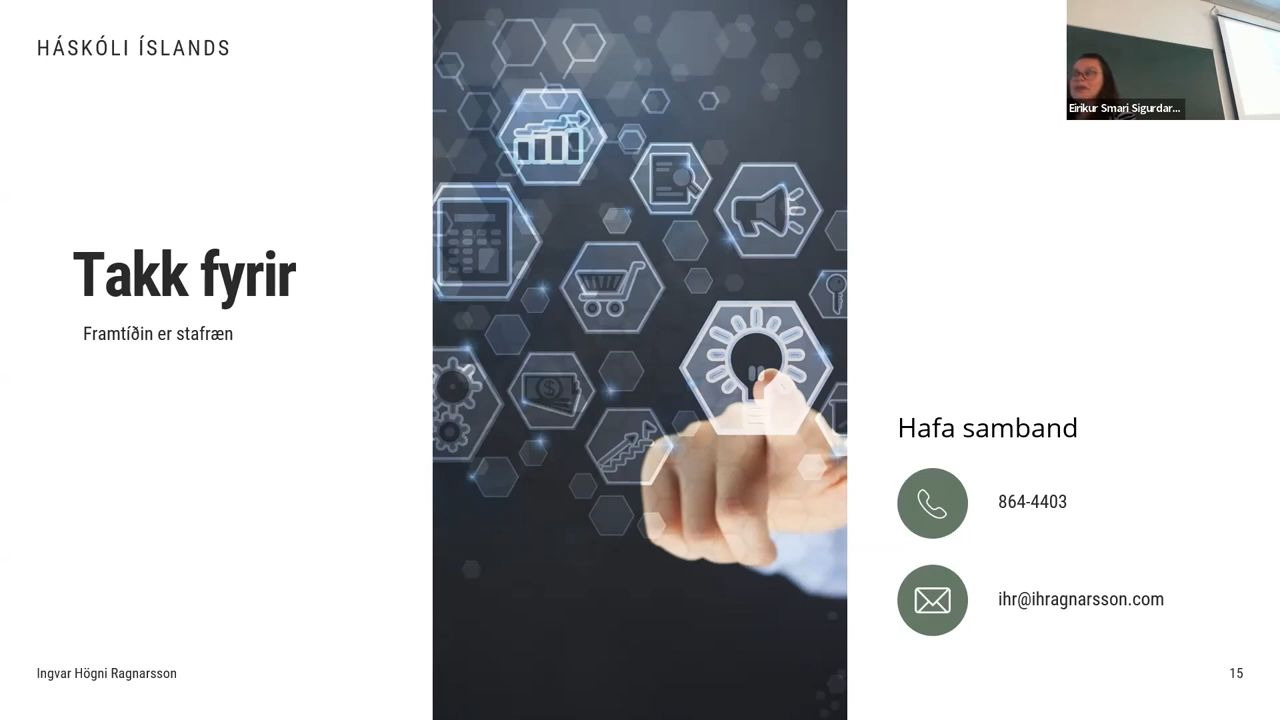 HÁSKÓLI ÍSLANDS
Eirikur Smari Sigurdar...
Takk fyrir
Framtíðin er stafræn
Hafa samband
864-4403
ihr@ihragnarsson.com
Ingvar Högni Ragnarsson
15